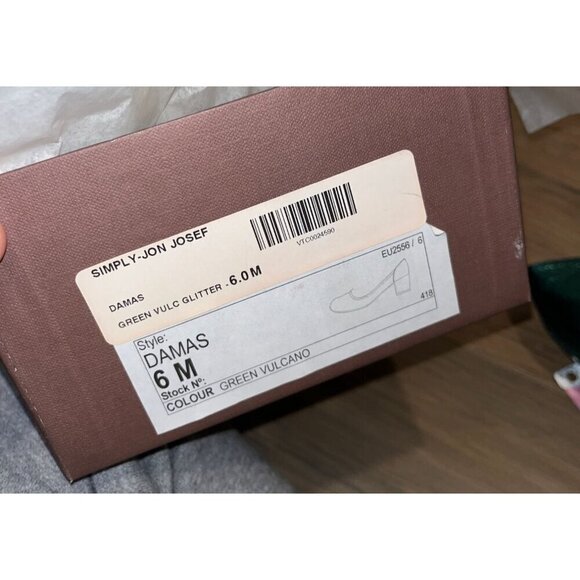 SIMPLY-JON JOSEF
VTC0024590
DAMAS
GREEN VULC GLITTER - 6.0 M
EU2556 / 6
Style:
DAMAS
6 M
418
Stock Nº:
COLOUR GREEN VULCANO